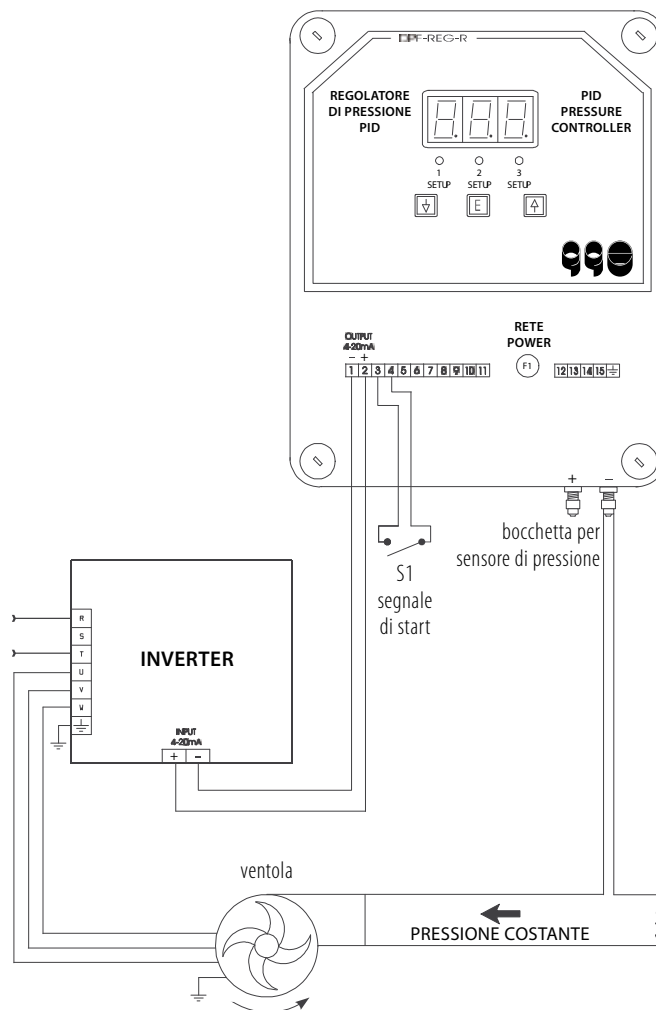 DPF-REG-R
REGOLATORE
DI PRESSIONE
PID
PID
PRESSURE
CONTROLLER
1 2 3
SETUP SETUP SETUP
E
OUTPUT
4-20mA
- +
1 2 3 4 5 6 7 8 9 10 11
RETE
POWER
F1
12 13 14 15
+ -
bocchetta per
sensore di pressione
S1
segnale
di start
R
S
T
U
V
W
INVERTER
INPUT
4-20mA
+ -
ventola
PRESSIONE COSTANTE